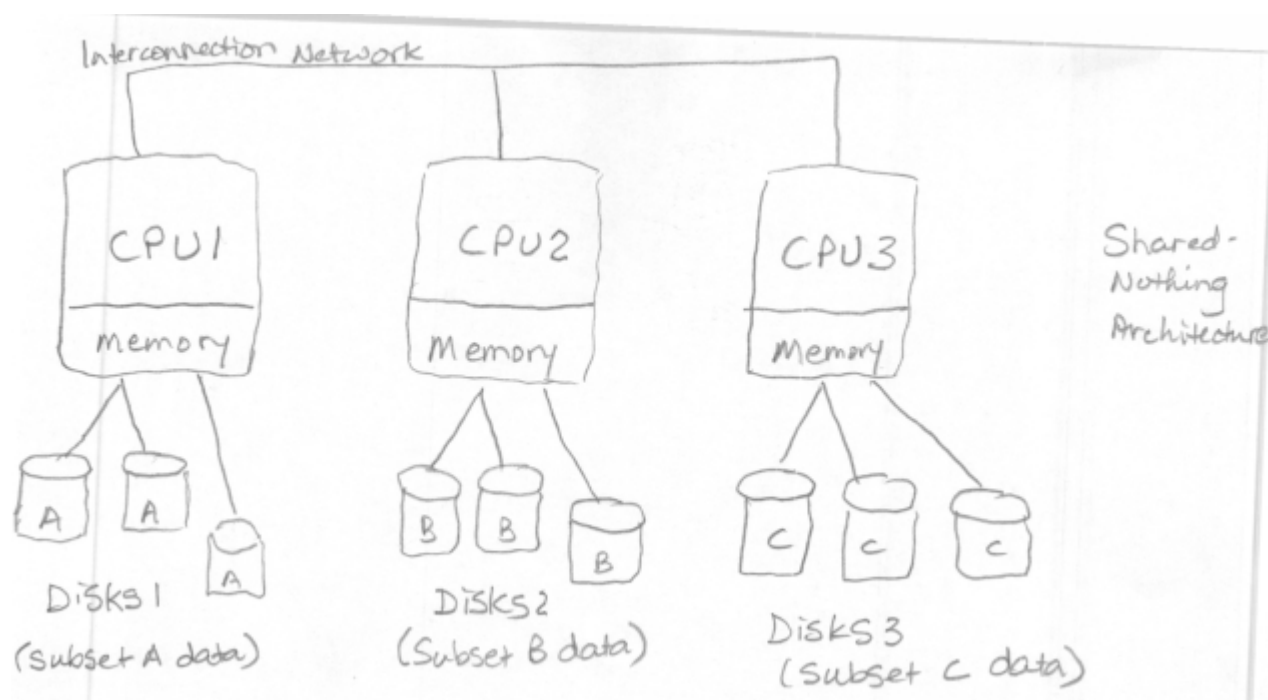 Interconnection Network
CPU1
CPU2
CPU3
Memory
Memory
Memory
Shared-
Nothing
Architecture
A
A
A
B
B
B
C
C
C
Disks 1
(Subset A data)
Disks 2
(Subset B data)
Disks 3
(Subset C data)